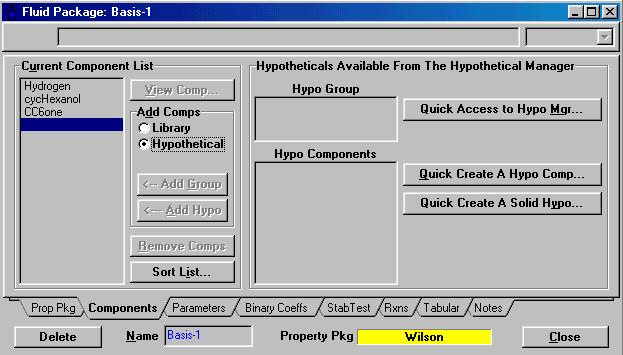 Fluid Package: Basis-1
Current Component List
Hydrogen
cycHexanol
CC6one
View Comp...
Add Comps
Library
Hypothetical
<-- Add Group
<--- Add Hypo
Remove Comps
Sort List...
Hypotheticals Available From The Hypothetical Manager
Hypo Group
Quick Access to Hypo Mgr...
Hypo Components
Quick Create A Hypo Comp...
Quick Create A Solid Hypo...
Prop Pkg Components Parameters Binary Coeffs StabTest Rxns Tabular Notes
Delete Name Basis-1 Property Pkg Wilson Close